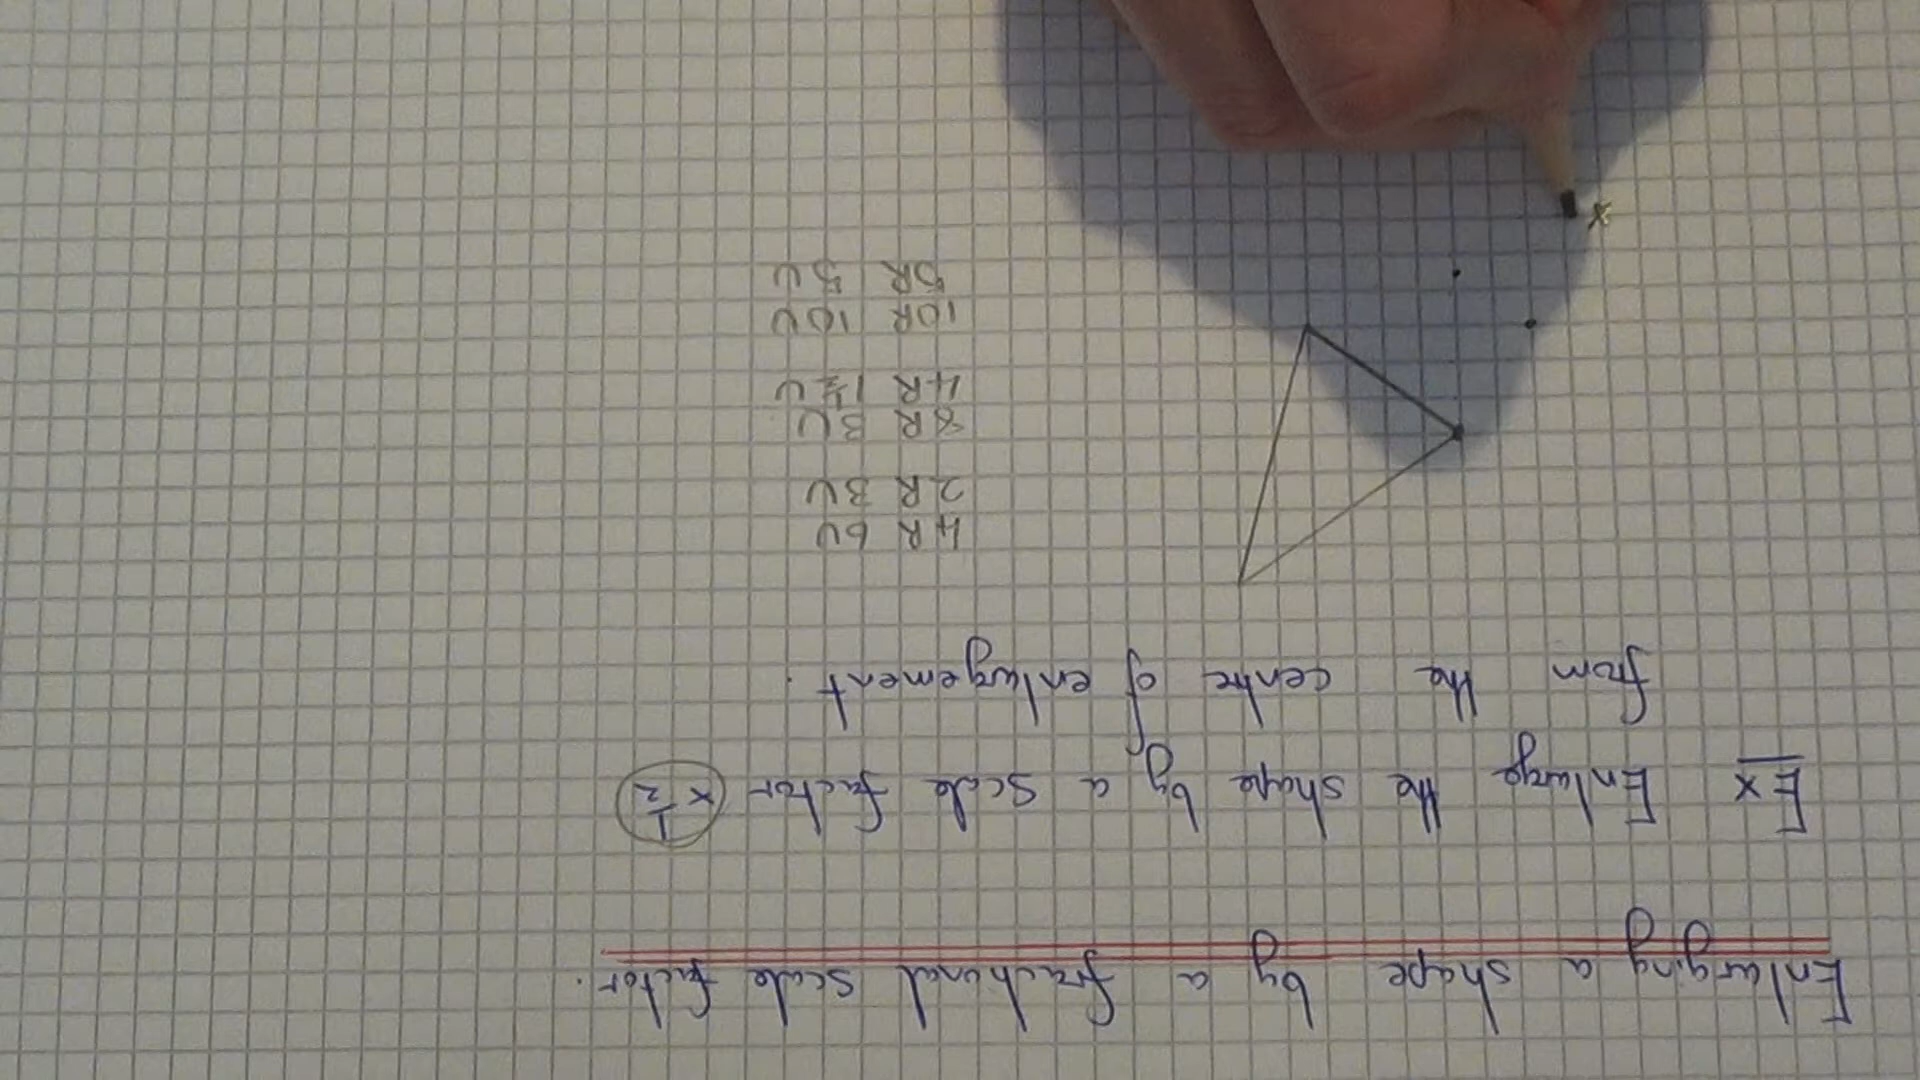 Enlarging a shape by a fractional scale factor.
Ex Enlarge the shape by a scale factor × 1/2
from the centre of enlargement.
4R 6U
2R 3U
8R 3U
4R 1½U
10R 10U
5R 5U
x